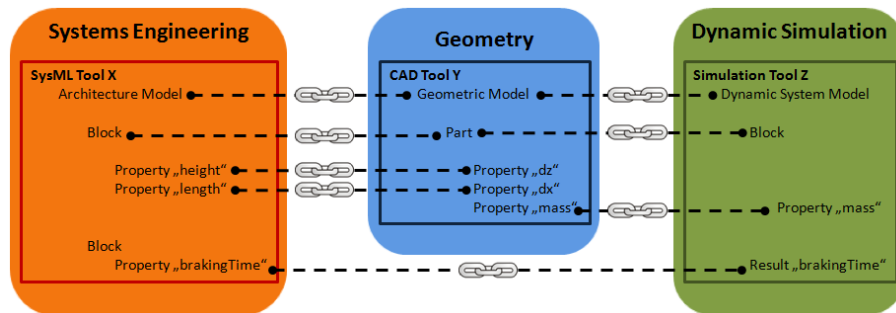 Systems Engineering
SysML Tool X
Architecture Model
Block
Property „height“
Property „length“
Block
Property „brakingTime“
Geometry
CAD Tool Y
Geometric Model
Part
Property „dz“
Property „dx“
Property „mass“
Dynamic Simulation
Simulation Tool Z
Dynamic System Model
Block
Property „mass“
Result „brakingTime“